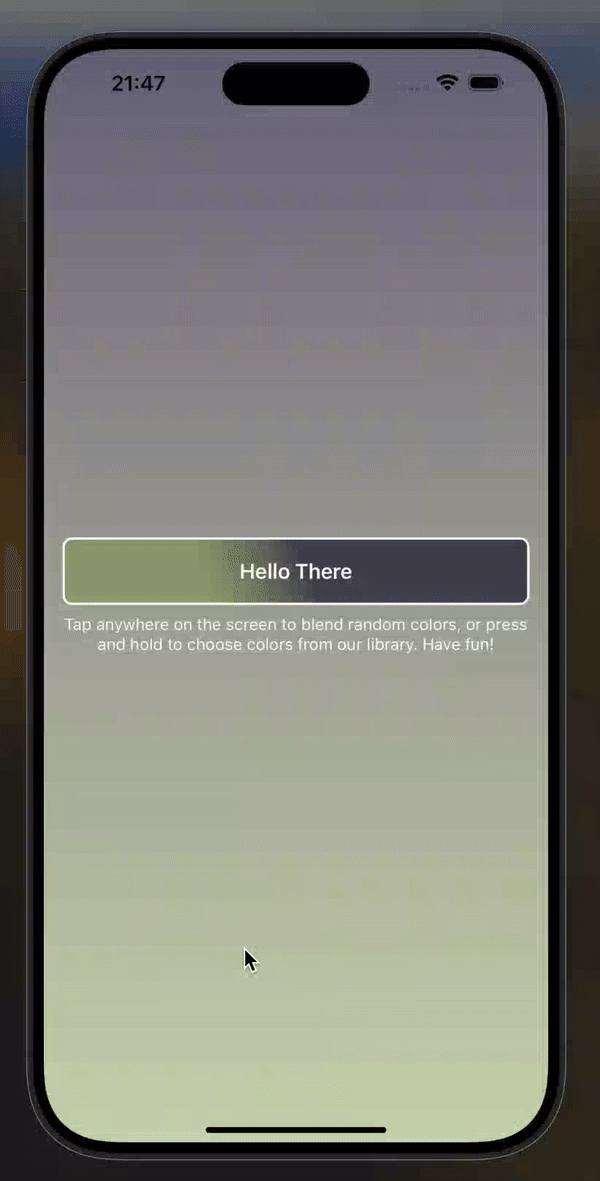 21:47
Hello There
Tap anywhere on the screen to blend random colors, or press
and hold to choose colors from our library. Have fun!